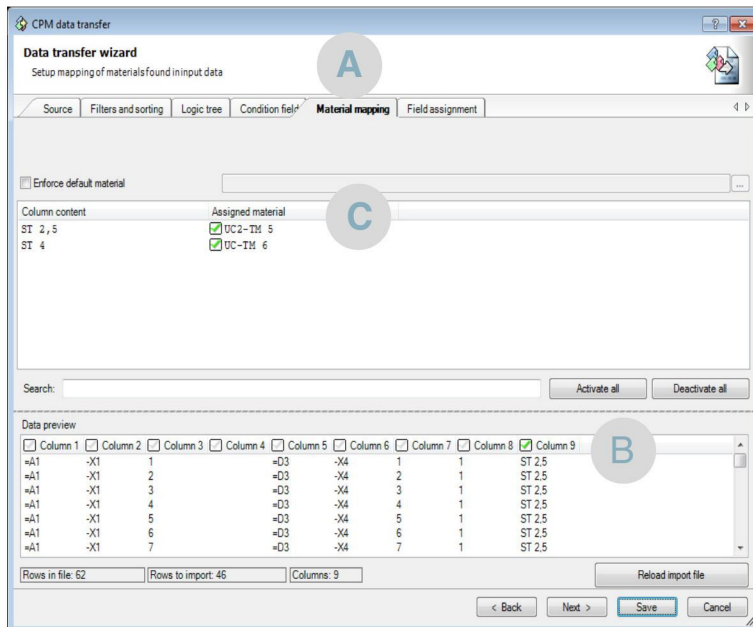 CPM data transfer
Data transfer wizard
Setup mapping of materials found in input data
A
Source Filters and sorting Logic tree Condition field Material mapping Field assignment
Enforce default material ...
Column content Assigned material
C
ST 2,5 UC2-TM 5
ST 4 UC-TM 6
Search: Activate all Deactivate all
Data preview
Column 1 Column 2 Column 3 Column 4 Column 5 Column 6 Column 7 Column 8 Column 9
B
=A1 -X1 1 =D3 -X4 1 1 ST 2,5
=A1 -X1 2 =D3 -X4 2 1 ST 2,5
=A1 -X1 3 =D3 -X4 3 1 ST 2,5
=A1 -X1 4 =D3 -X4 4 1 ST 2,5
=A1 -X1 5 =D3 -X4 5 1 ST 2,5
=A1 -X1 6 =D3 -X4 6 1 ST 2,5
=A1 -X1 7 =D3 -X4 7 1 ST 2,5
Rows in file: 62 Rows to import: 46 Columns: 9 Reload import file
< Back Next > Save Cancel